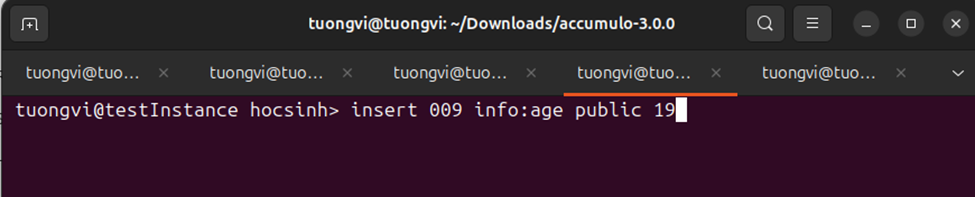 tuongvi@tuongvi: ~/Downloads/accumulo-3.0.0
tuongvi@tuo... tuongvi@tuo... tuongvi@tuo... tuongvi@tuo... tuongvi@tuo...
tuongvi@testInstance hocsinh> insert 009 info:age public 19